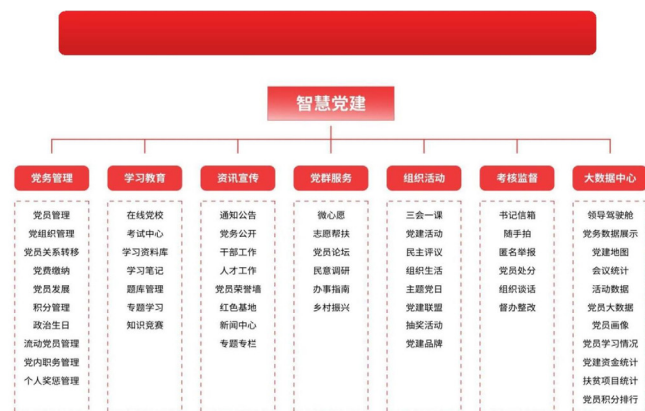 智慧党建
党务管理
学习教育
资讯宣传
党群服务
组织活动
考核监督
大数据中心
党员管理
党组织管理
党员关系转移
党费缴纳
党员发展
积分管理
政治生日
流动党员管理
党内职务管理
个人奖惩管理
在线党校
考试中心
学习资料库
学习笔记
题库管理
专题学习
知识竞赛
通知公告
党务公开
干部工作
人才工作
党员荣誉墙
红色基地
新闻中心
专题专栏
微心愿
志愿帮扶
党员论坛
民意调研
办事指南
乡村振兴
三会一课
党建活动
民主评议
组织生活
主题党日
党建联盟
抽奖活动
党建品牌
书记信箱
随手拍
匿名举报
党员处分
组织谈话
督办整改
领导驾驶舱
党务数据展示
党建地图
会议统计
活动数据
党员大数据
党员画像
党员学习情况
党建资金统计
扶贫项目统计
党员积分排行